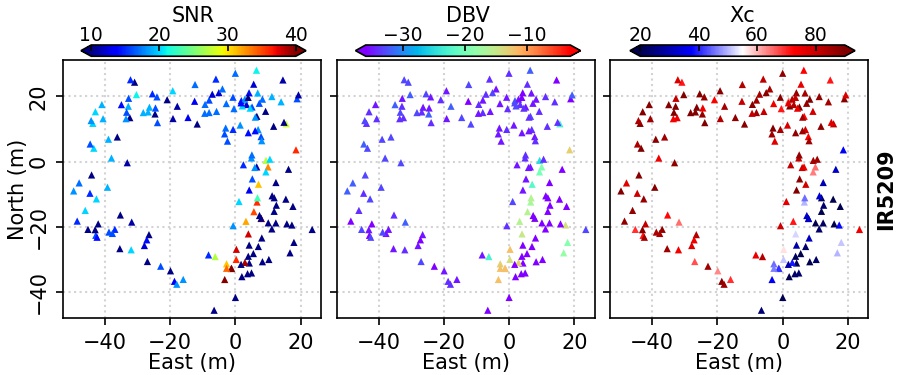 SNR DBV Xc
10 20 30 40 −30 −20 −10 20 40 60 80
20
0
−20
−40
North (m)
IR5209
−40 −20 0 20 −40 −20 0 20 −40 −20 0 20
East (m) East (m) East (m)